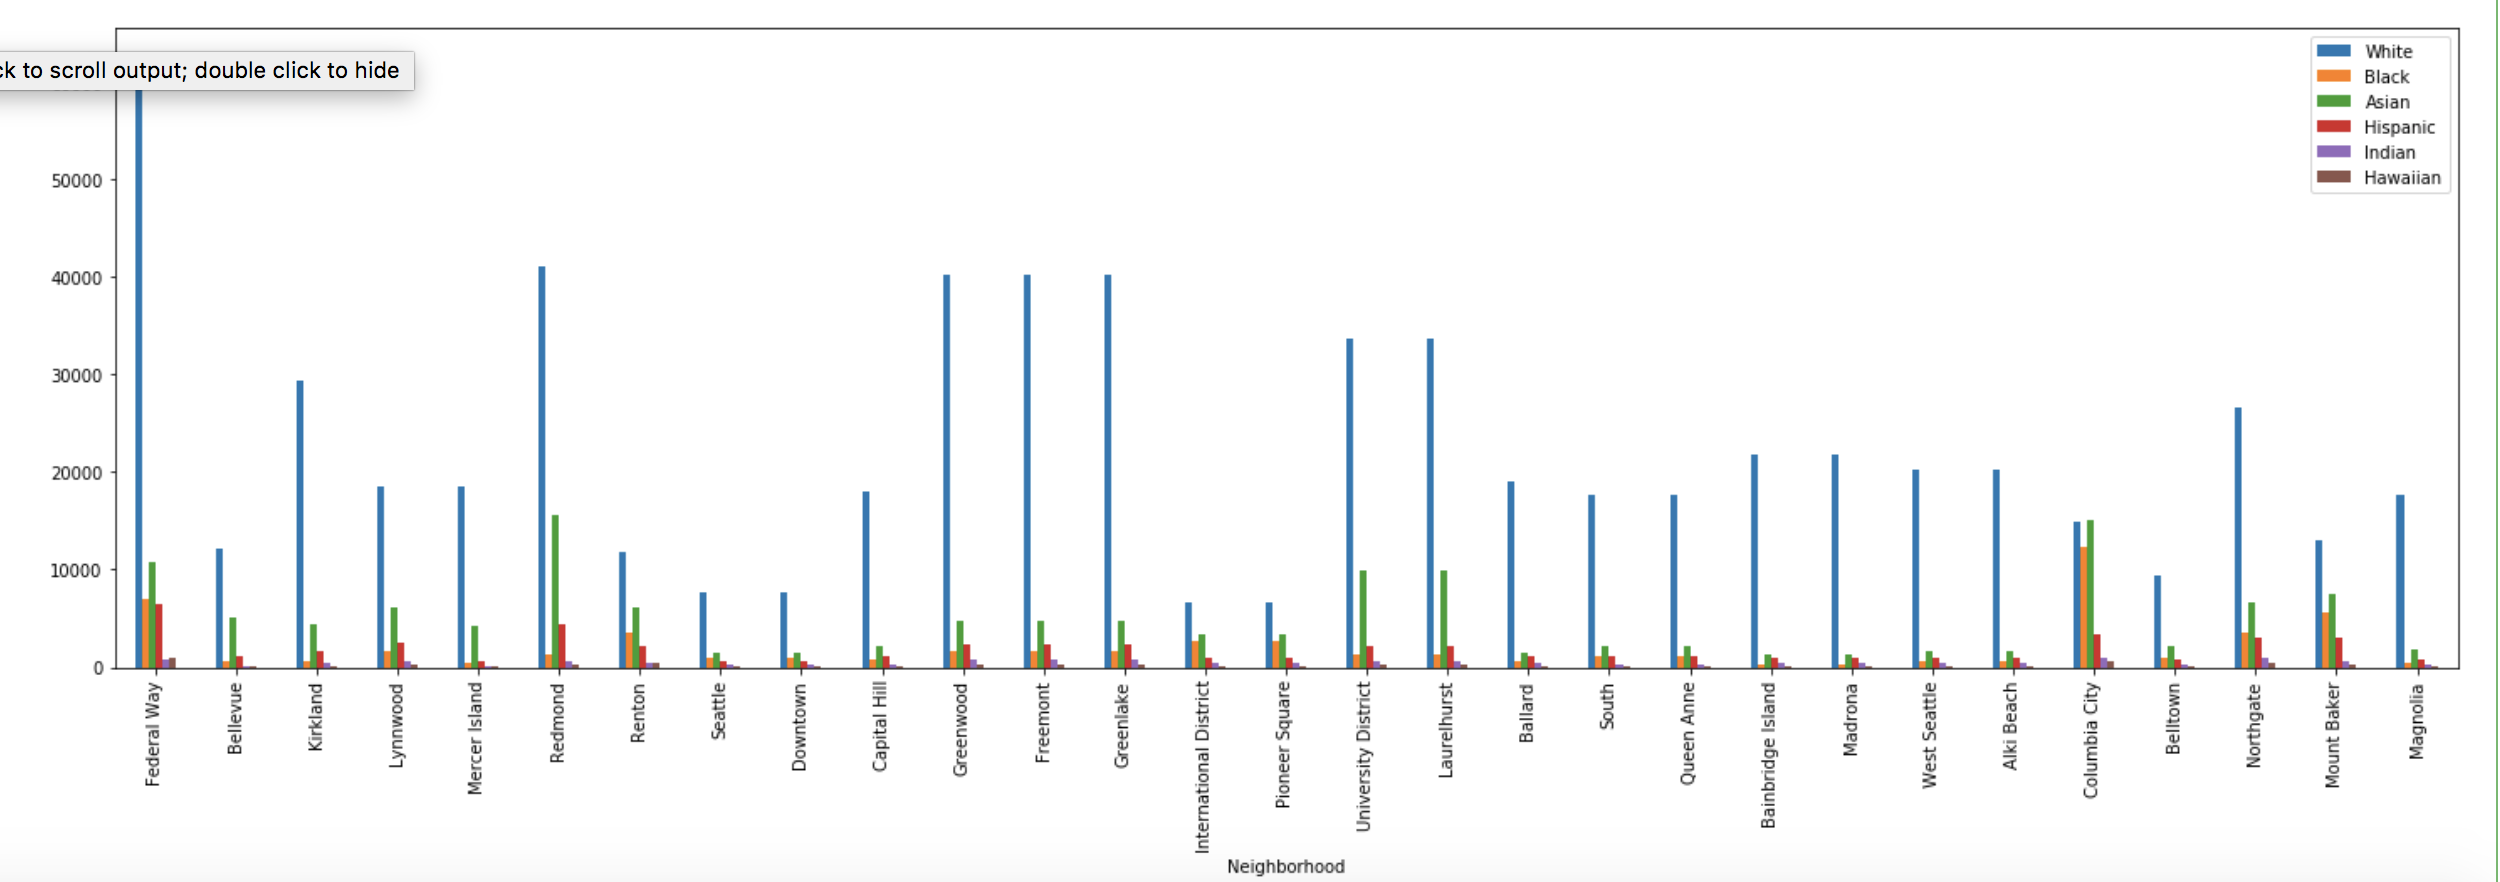 ck to scroll output; double click to hide
50000
40000
30000
20000
10000
0
White
Black
Asian
Hispanic
Indian
Hawaiian
Federal Way
Bellevue
Kirkland
Lynnwood
Mercer Island
Redmond
Renton
Seattle
Downtown
Capital Hill
Greenwood
Freemont
Greenlake
International District
Pioneer Square
University District
Laurelhurst
Ballard
South
Queen Anne
Bainbridge Island
Madrona
West Seattle
Alki Beach
Columbia City
Belltown
Northgate
Mount Baker
Magnolia
Neighborhood